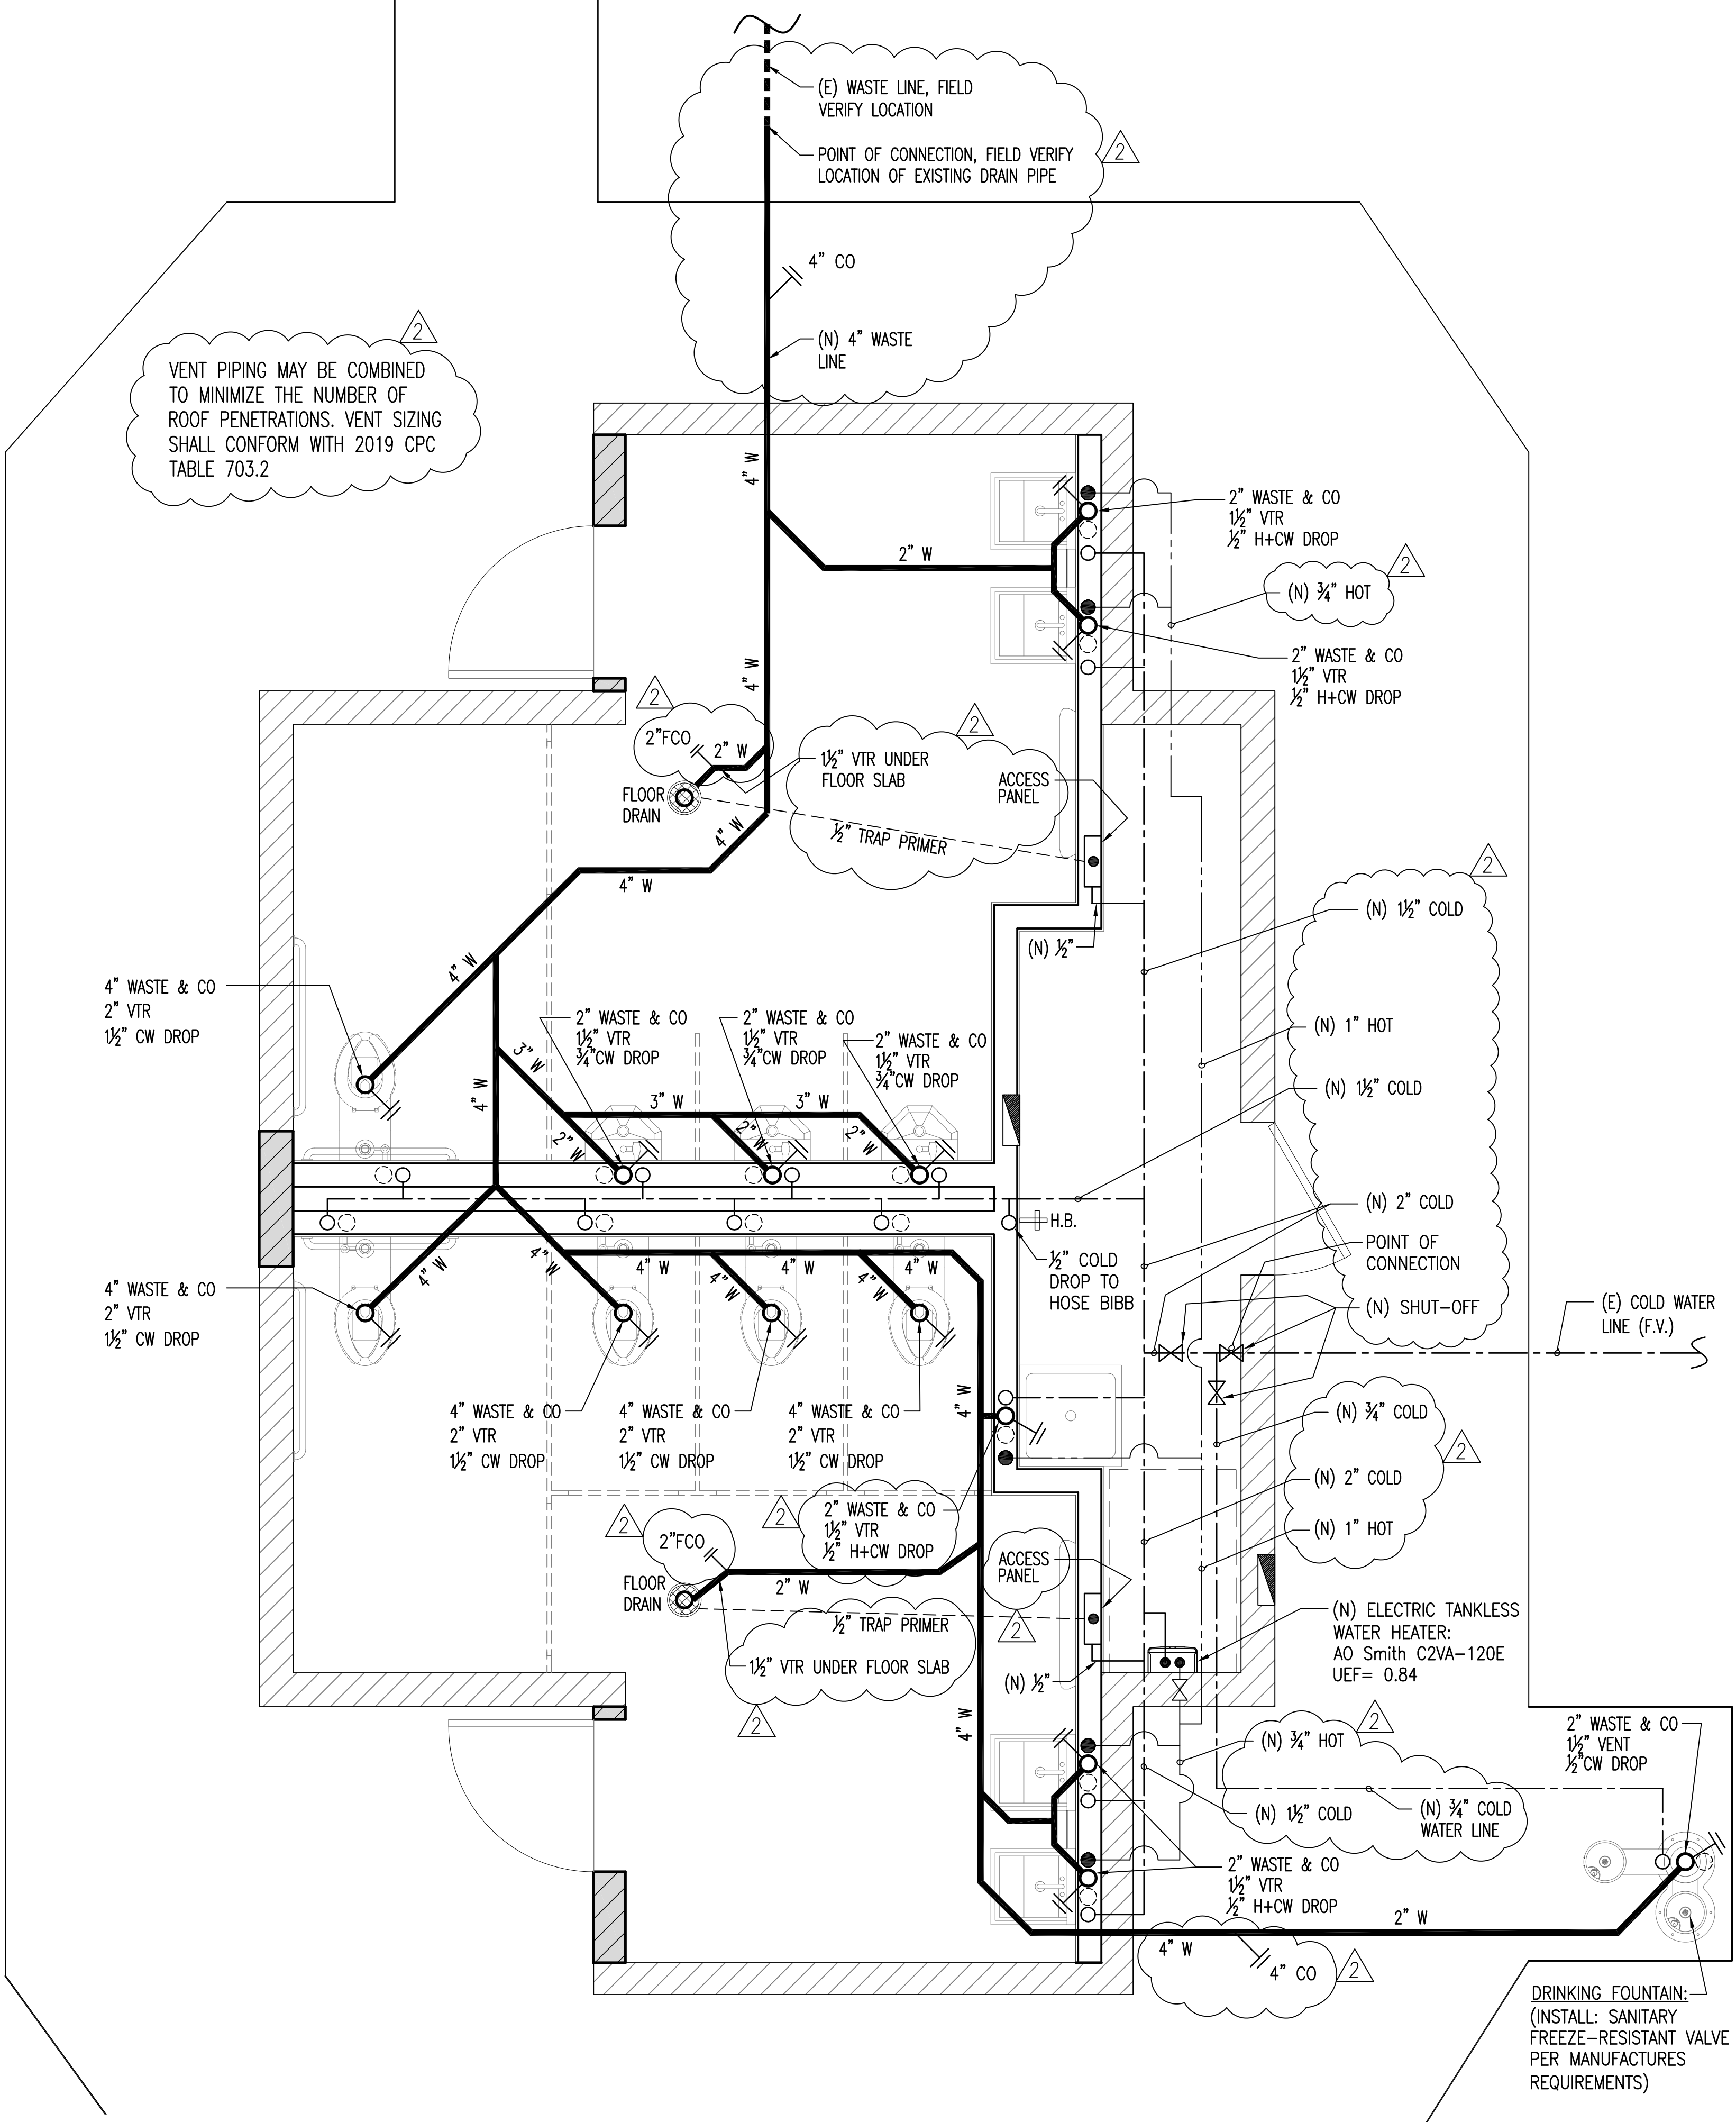 (E) WASTE LINE, FIELD
VERIFY LOCATION
POINT OF CONNECTION, FIELD VERIFY
LOCATION OF EXISTING DRAIN PIPE
2
4" CO
(N) 4" WASTE
LINE
2
VENT PIPING MAY BE COMBINED
TO MINIMIZE THE NUMBER OF
ROOF PENETRATIONS. VENT SIZING
SHALL CONFORM WITH 2019 CPC
TABLE 703.2
4" W
2" WASTE & CO
1½" VTR
½" H+CW DROP
2" W
2
(N) ¾" HOT
2" WASTE & CO
1½" VTR
½" H+CW DROP
4" W
2
2"FCO
2" W
2
1½" VTR UNDER
FLOOR SLAB
ACCESS
PANEL
FLOOR
DRAIN
½" TRAP PRIMER
4" W
4" W
2
(N) 1½" COLD
(N) ½"
4" W
4" WASTE & CO
2" VTR
1½" CW DROP
2" WASTE & CO
1½" VTR
¾"CW DROP
2" WASTE & CO
1½" VTR
¾"CW DROP
2" WASTE & CO
1½" VTR
¾"CW DROP
(N) 1" HOT
3" W
4" W
3" W
3" W
2" W
2" W
2" W
(N) 1½" COLD
(N) 2" COLD
H.B.
POINT OF
CONNECTION
½" COLD
DROP TO
HOSE BIBB
(N) SHUT-OFF
(E) COLD WATER
LINE (F.V.)
4" W
4" W
4" W
4" W
4" W
4" W
4" W
4" WASTE & CO
2" VTR
1½" CW DROP
4" WASTE & CO
2" VTR
1½" CW DROP
4" WASTE & CO
2" VTR
1½" CW DROP
4" WASTE & CO
2" VTR
1½" CW DROP
4" W
(N) ¾" COLD
2
(N) 2" COLD
(N) 1" HOT
2
2" WASTE & CO
1½" VTR
½" H+CW DROP
2
2"FCO
2" W
ACCESS
PANEL
2
FLOOR
DRAIN
½" TRAP PRIMER
1½" VTR UNDER FLOOR SLAB
2
(N) ½"
(N) ELECTRIC TANKLESS
WATER HEATER:
AO Smith C2VA-120E
UEF= 0.84
4" W
(N) ¾" HOT
2
(N) 1½" COLD
(N) ¾" COLD
WATER LINE
2" WASTE & CO
1½" VENT
½"CW DROP
2" WASTE & CO
1½" VTR
½" H+CW DROP
2" W
4" W
4" CO
2
DRINKING FOUNTAIN:
(INSTALL: SANITARY
FREEZE-RESISTANT VALVE
PER MANUFACTURES
REQUIREMENTS)